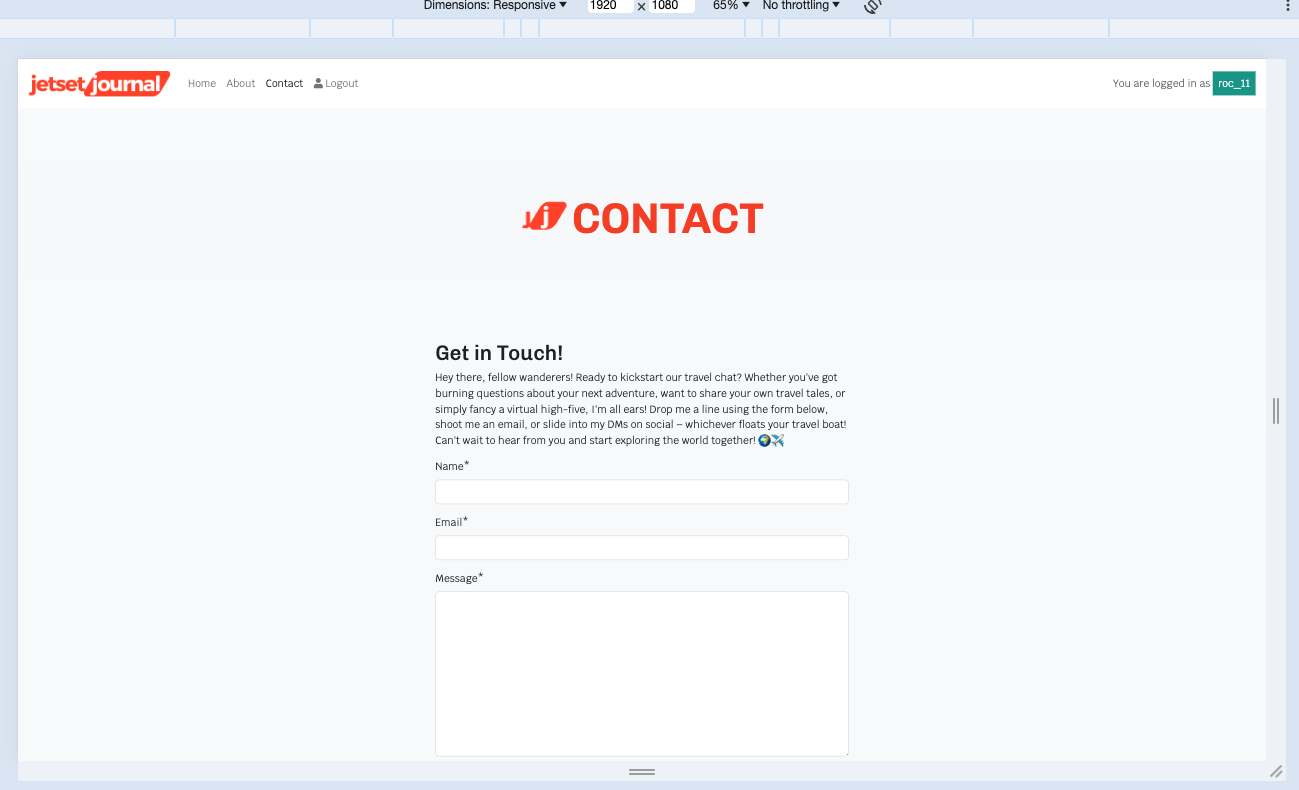 Dimensions: Responsive 1920 x 1080 65% No throttling
jetset journal Home About Contact Logout You are logged in as roc_11
jj CONTACT
Get in Touch!
Hey there, fellow wanderers! Ready to kickstart our travel chat? Whether you've got
burning questions about your next adventure, want to share your own travel tales, or
simply fancy a virtual high-five, I'm all ears! Drop me a line using the form below,
shoot me an email, or slide into my DMs on social – whichever floats your travel boat!
Can't wait to hear from you and start exploring the world together! 🌍✈️
Name*
Email*
Message*